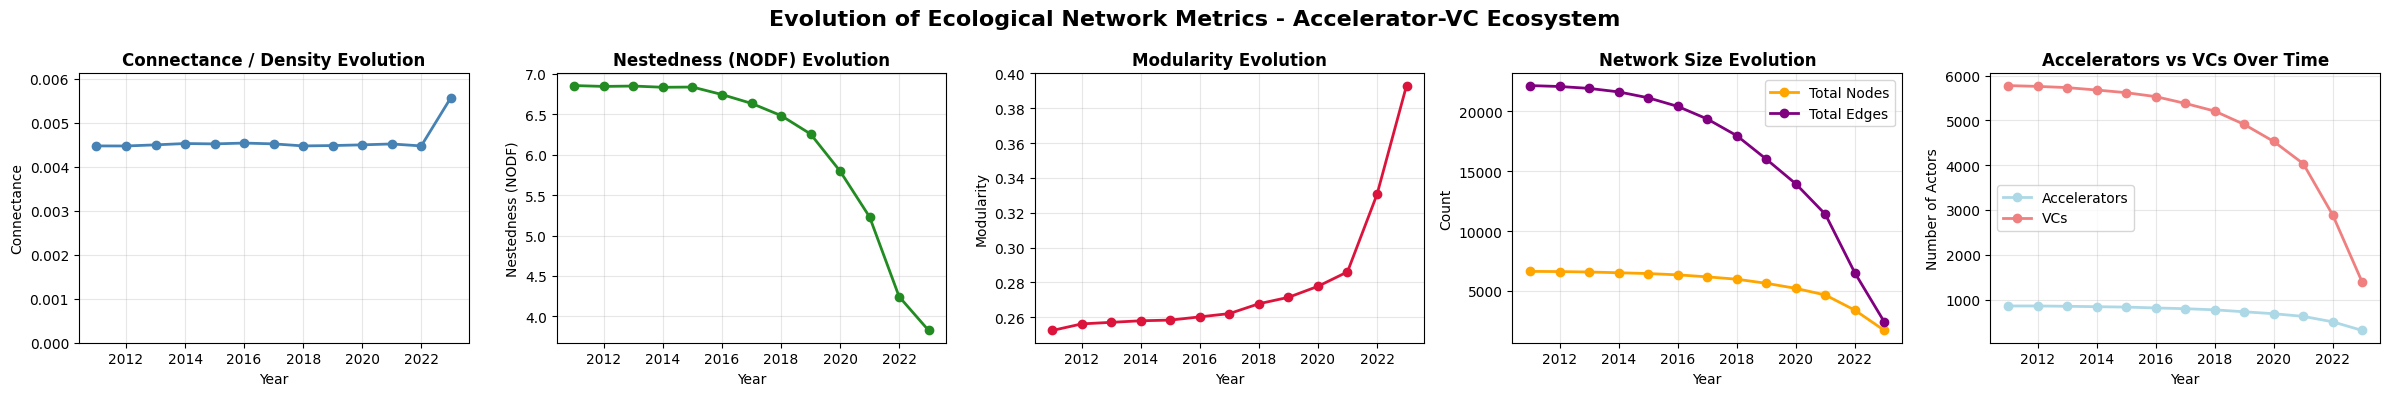 Evolution of Ecological Network Metrics - Accelerator-VC Ecosystem
Connectance / Density Evolution
0.006
0.005
0.004
0.003
0.002
0.001
0.000
Connectance
2012 2014 2016 2018 2020 2022
Year
Nestedness (NODF) Evolution
7.0
6.5
6.0
5.5
5.0
4.5
4.0
Nestedness (NODF)
2012 2014 2016 2018 2020 2022
Year
Modularity Evolution
0.40
0.38
0.36
0.34
0.32
0.30
0.28
0.26
Modularity
2012 2014 2016 2018 2020 2022
Year
Network Size Evolution
Total Nodes
Total Edges
20000
15000
10000
5000
Count
2012 2014 2016 2018 2020 2022
Year
Accelerators vs VCs Over Time
6000
5000
4000
3000
2000
1000
Number of Actors
Accelerators
VCs
2012 2014 2016 2018 2020 2022
Year